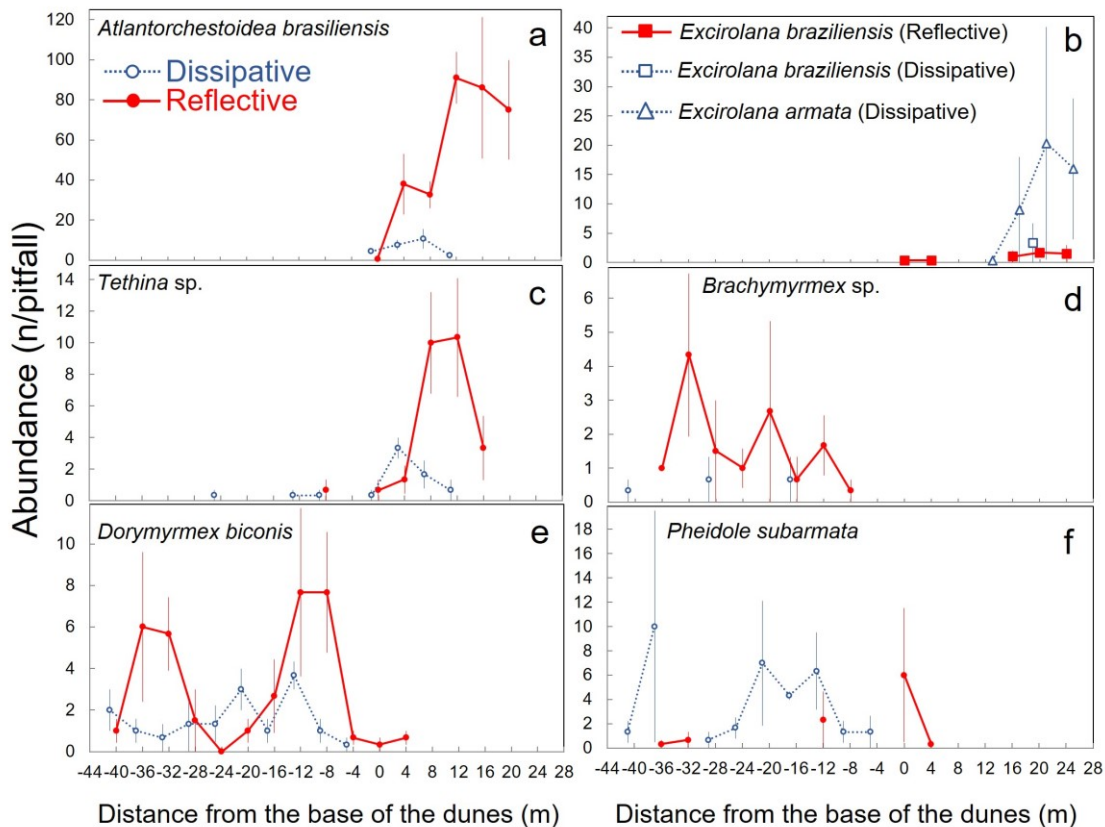 Abundance (n/pitfall)
Atlantorchestoidea brasiliensis
a
Dissipative
Reflective
120
100
80
60
40
20
0
b
Excirolana braziliensis (Reflective)
Excirolana braziliensis (Dissipative)
Excirolana armata (Dissipative)
40
35
30
25
20
15
10
5
0
Tethina sp.
c
14
12
10
8
6
4
2
0
Brachymyrmex sp.
d
6
5
4
3
2
1
0
Dorymyrmex biconis
e
10
8
6
4
2
0
-44 -40 -36 -32 -28 -24 -20 -16 -12 -8 -4 0 4 8 12 16 20 24 28
Distance from the base of the dunes (m)
Pheidole subarmata
f
18
16
14
12
10
8
6
4
2
0
-44 -40 -36 -32 -28 -24 -20 -16 -12 -8 -4 0 4 8 12 16 20 24 28
Distance from the base of the dunes (m)